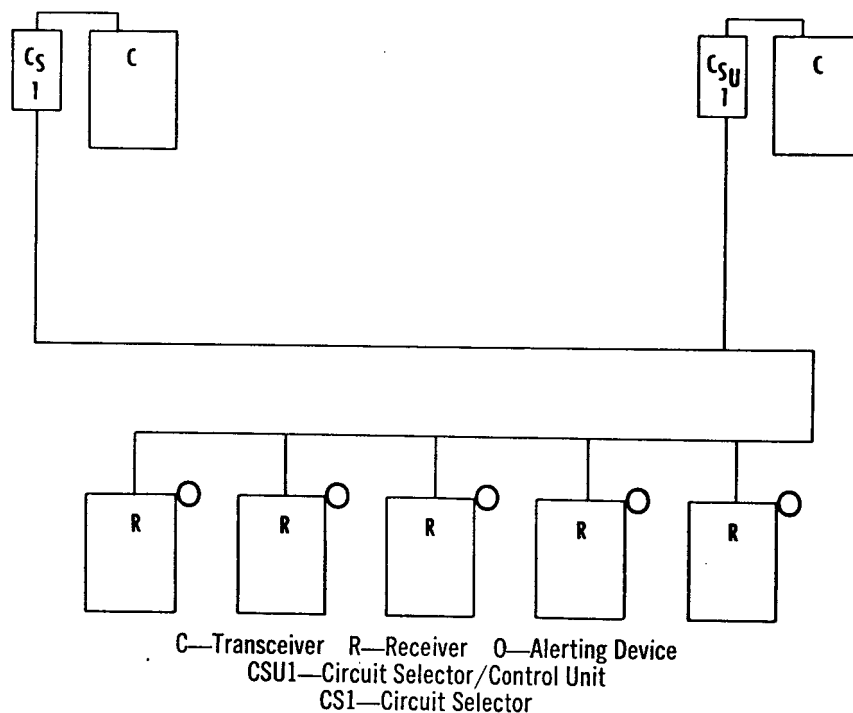 CS
1
C
CSU
1
C
R
R
R
R
R
C—Transceiver R—Receiver O—Alerting Device
CSU1—Circuit Selector/Control Unit
CS1—Circuit Selector